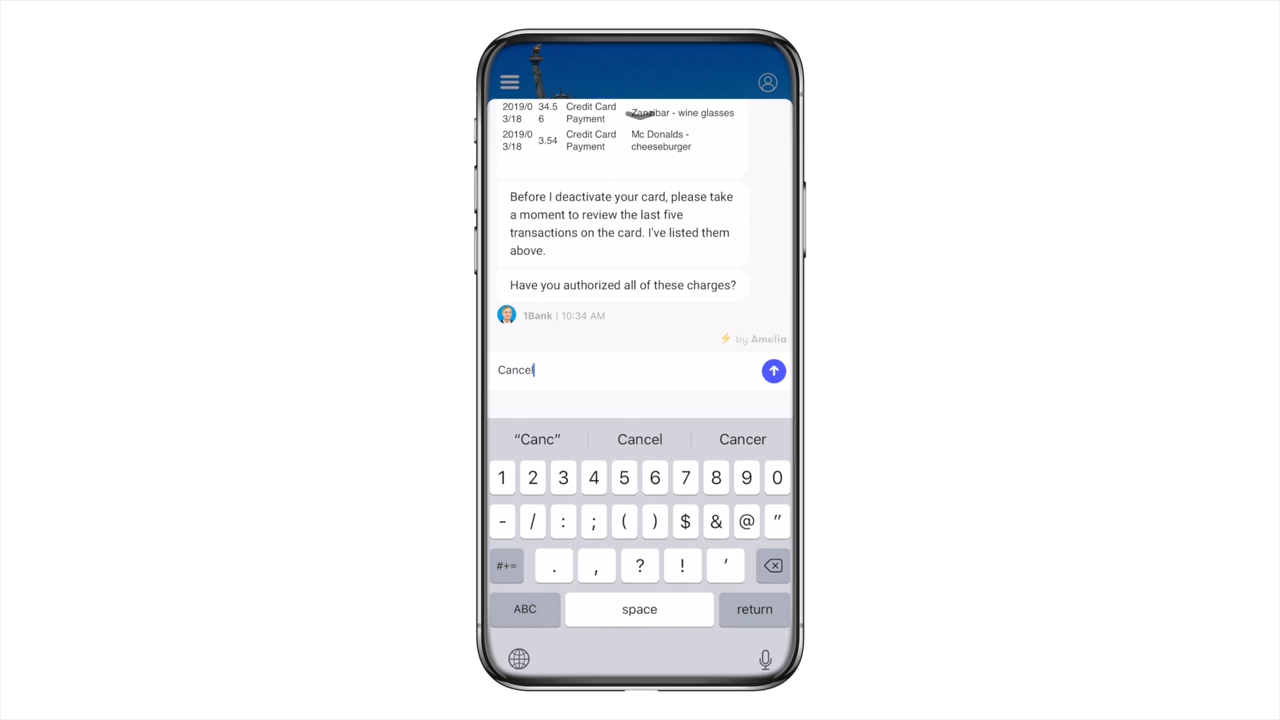 2019/0 34.5 Credit Card Zanzibar - wine glasses
3/18 6 Payment
2019/0 3.54 Credit Card Mc Donalds -
3/18 Payment cheeseburger
Before I deactivate your card, please take
a moment to review the last five
transactions on the card. I've listed them
above.
Have you authorized all of these charges?
1Bank | 10:34 AM
⚡ by Amelia
Cancel
“Canc” Cancel Cancer
1 2 3 4 5 6 7 8 9 0
- / : ; ( ) $ & @ ”
#+= . , ? ! ’
ABC space return